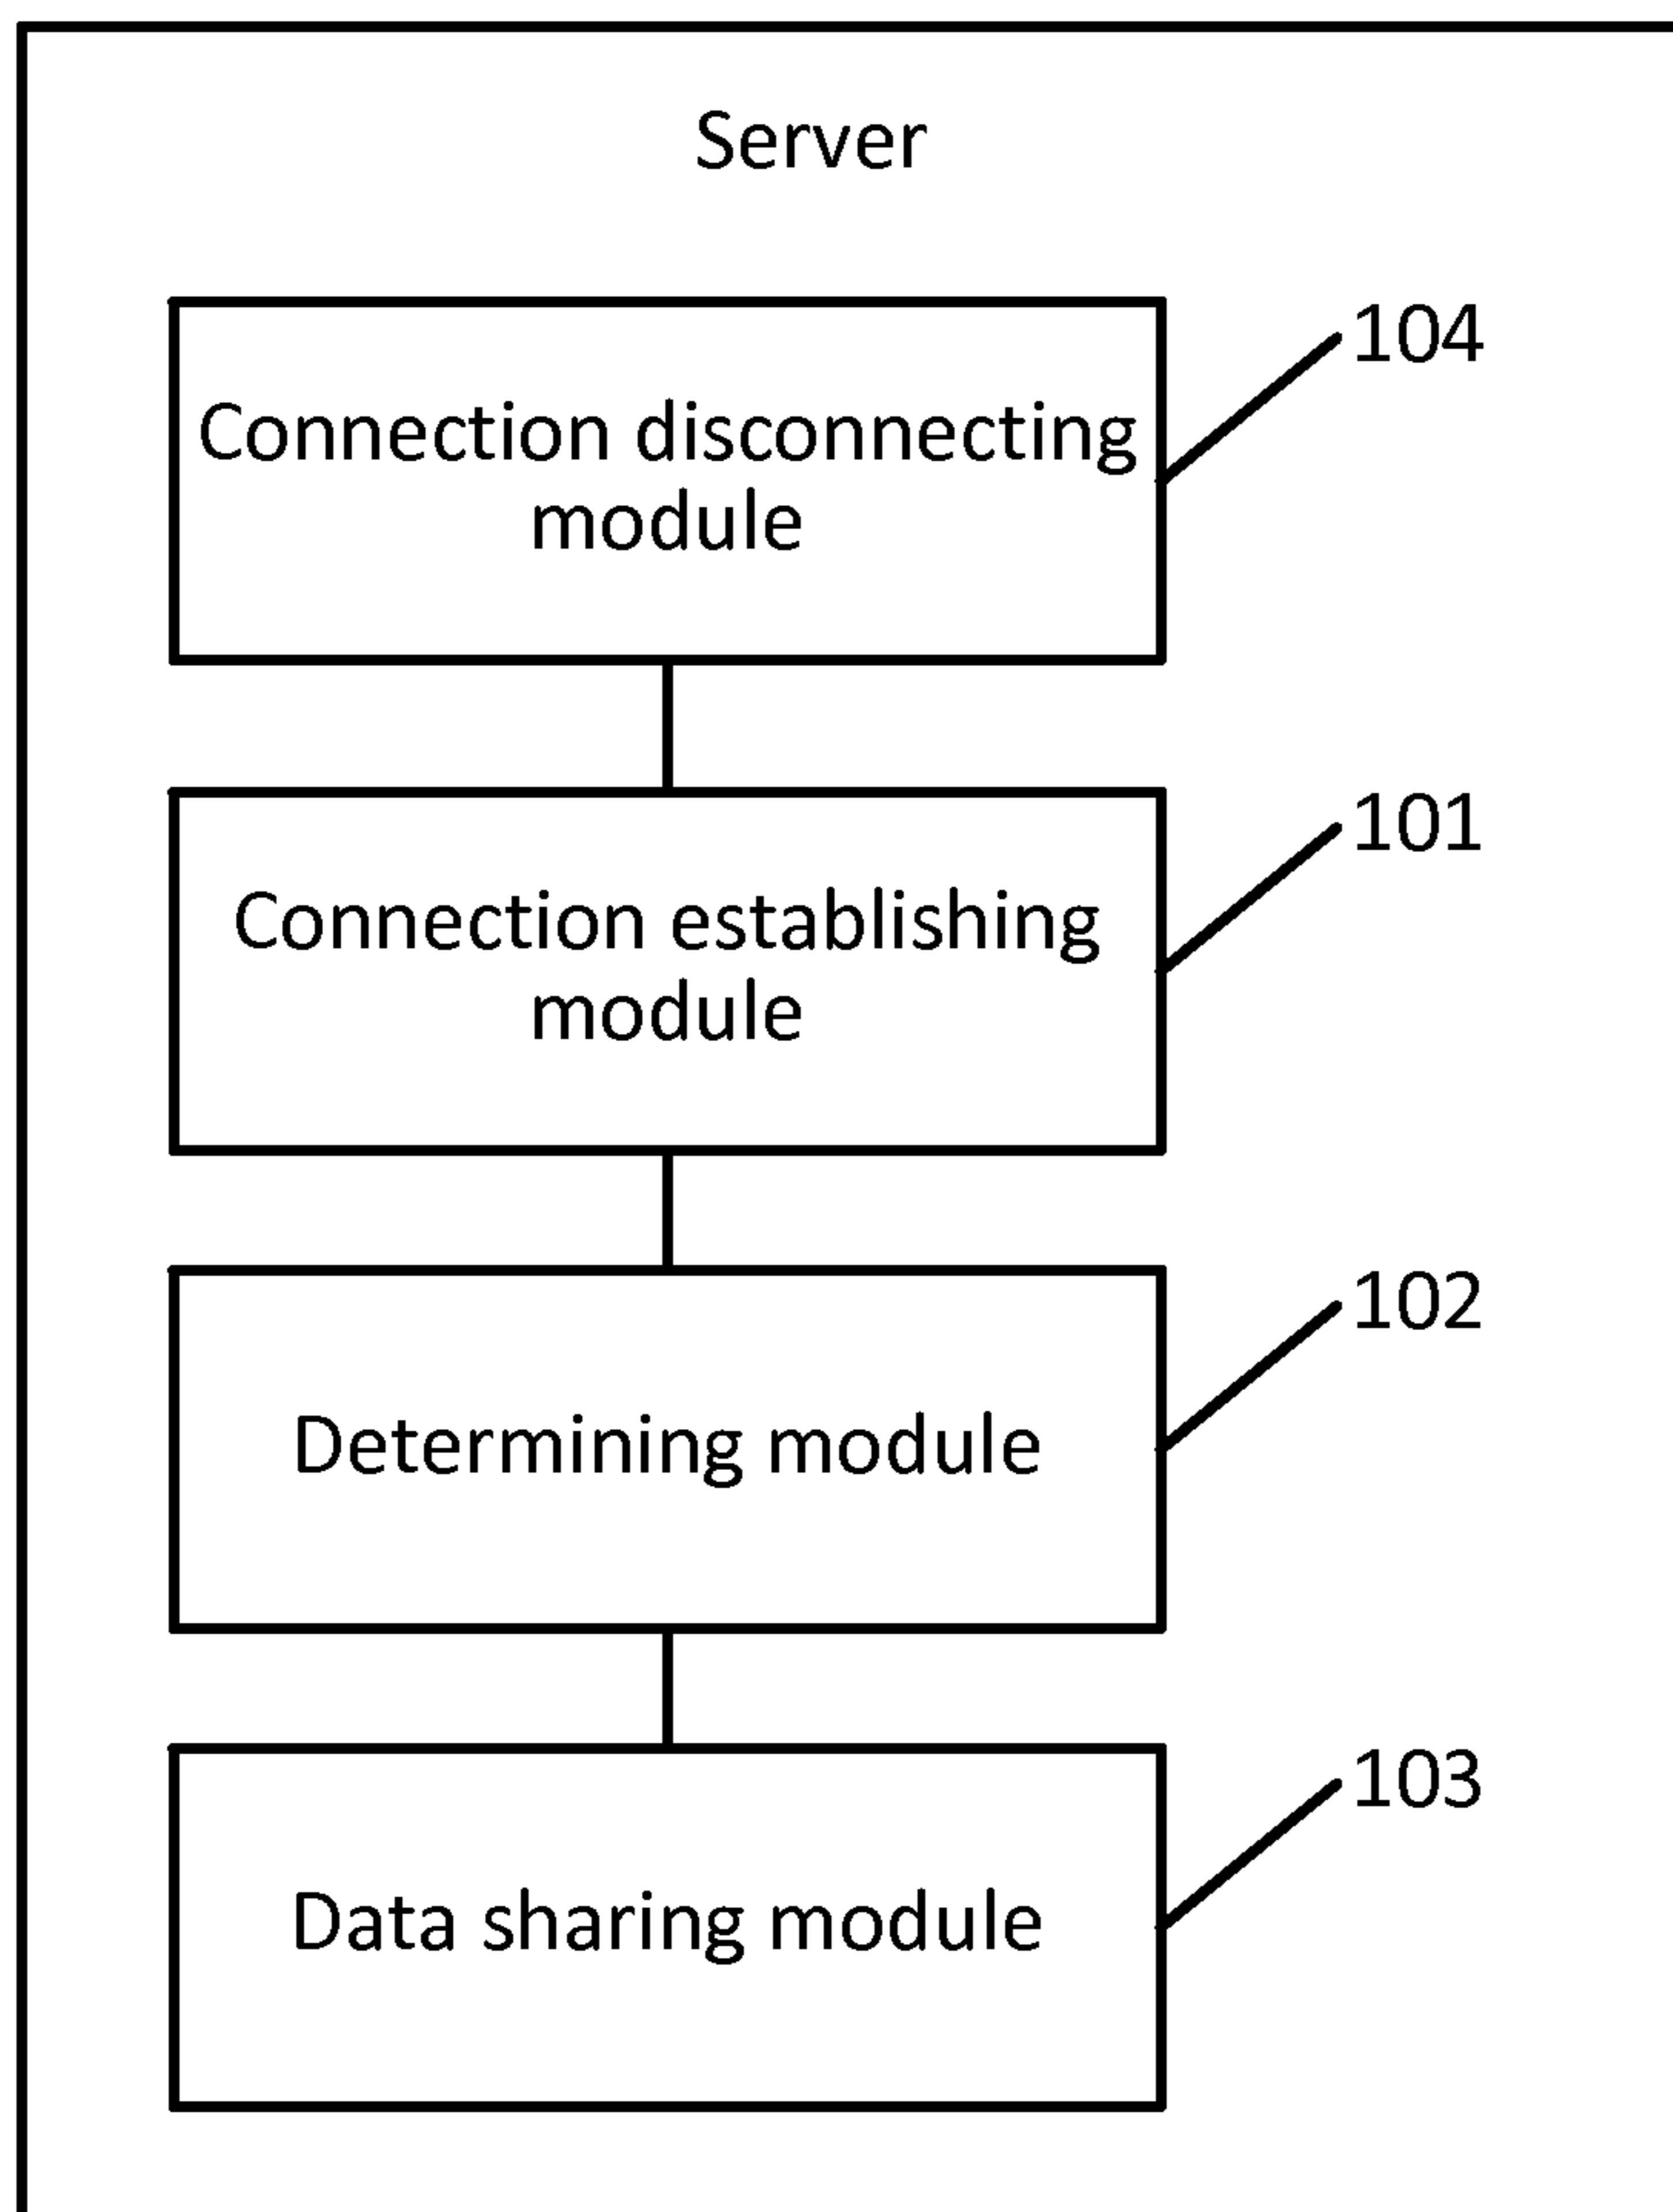 Server
104
Connection disconnecting
module
101
Connection establishing
module
102
Determining module
103
Data sharing module